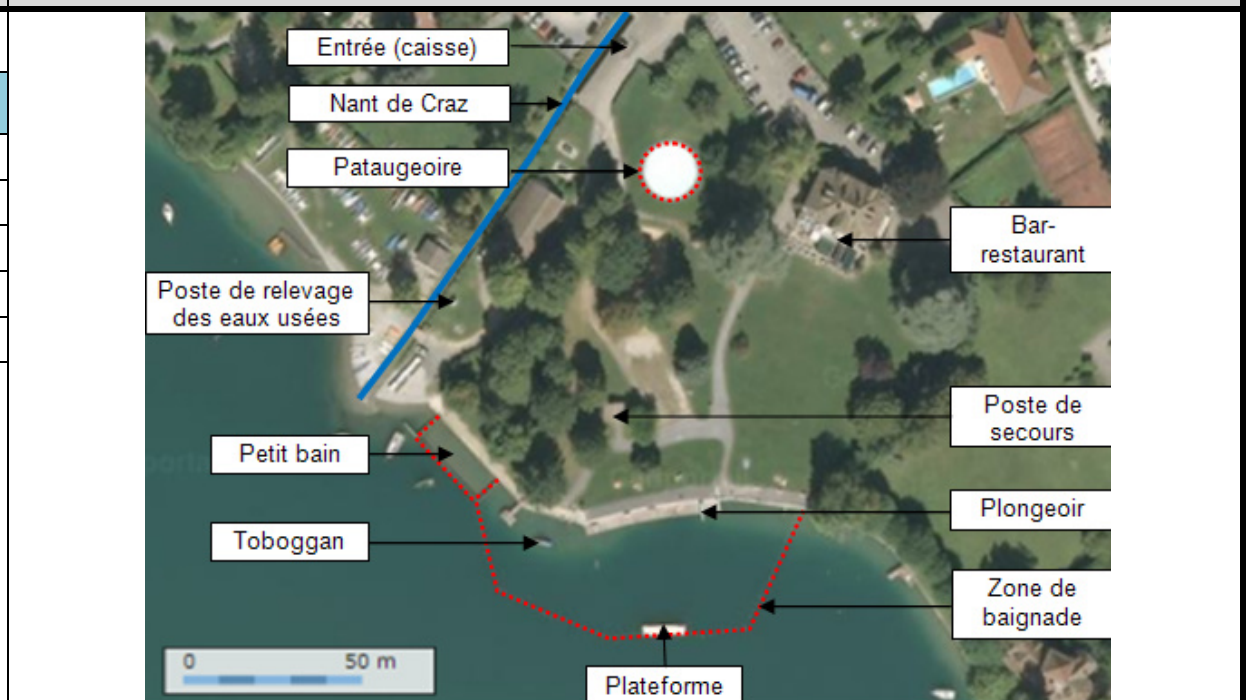 Entrée (caisse)
Nant de Craz
Pataugeoire
Bar-
restaurant
Poste de relevage
des eaux usées
Poste de
secours
Petit bain
Plongeoir
Toboggan
Zone de
baignade
0 50 m
Plateforme